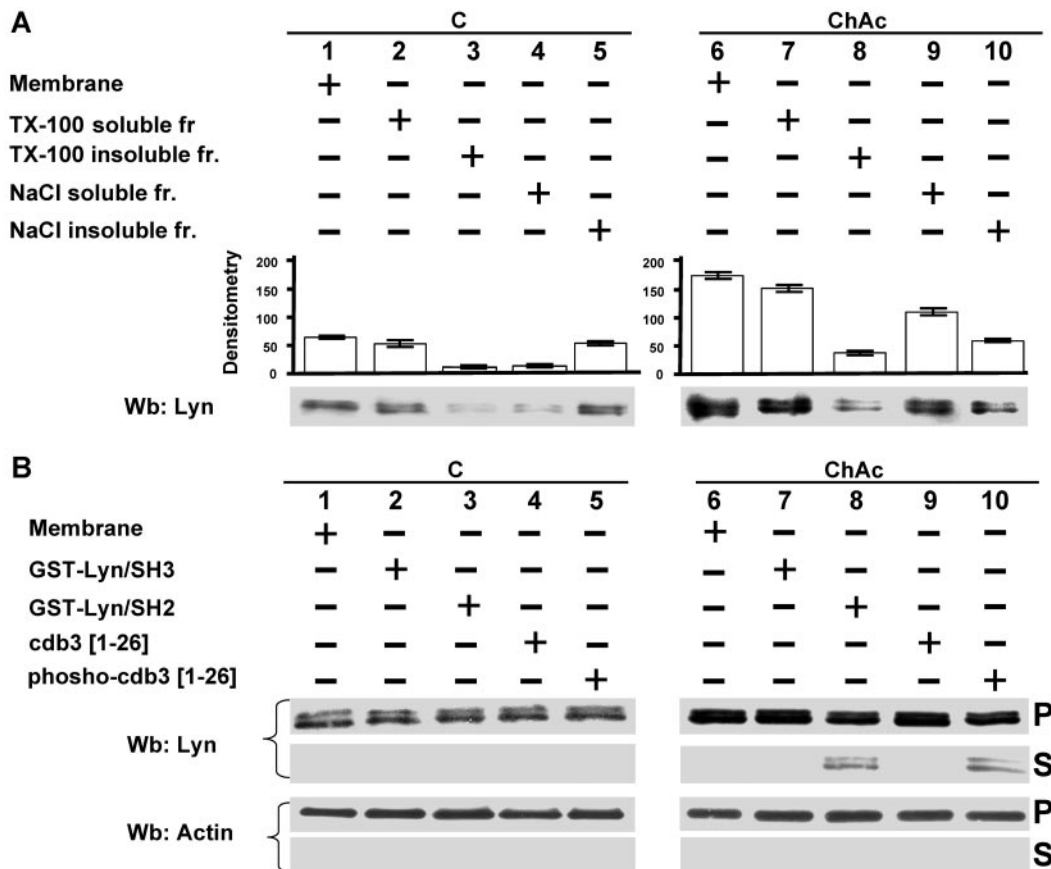 A
C ChAc
1 2 3 4 5 6 7 8 9 10
Membrane + − − − − + − − − −
TX-100 soluble fr − + − − − − + − − −
TX-100 insoluble fr. − − + − − − − + − −
NaCl soluble fr. − − − + − − − − + −
NaCl insoluble fr. − − − − + − − − − +
Densitometry
200 200
150 150
100 100
50 50
0 0
Wb: Lyn
B
C ChAc
1 2 3 4 5 6 7 8 9 10
Membrane + − − − − + − − − −
GST-Lyn/SH3 − + − − − − + − − −
GST-Lyn/SH2 − − + − − − − + − −
cdb3 [1-26] − − − + − − − − + −
phosho-cdb3 [1-26] − − − − + − − − − +
Wb: Lyn
P
S
Wb: Actin
P
S